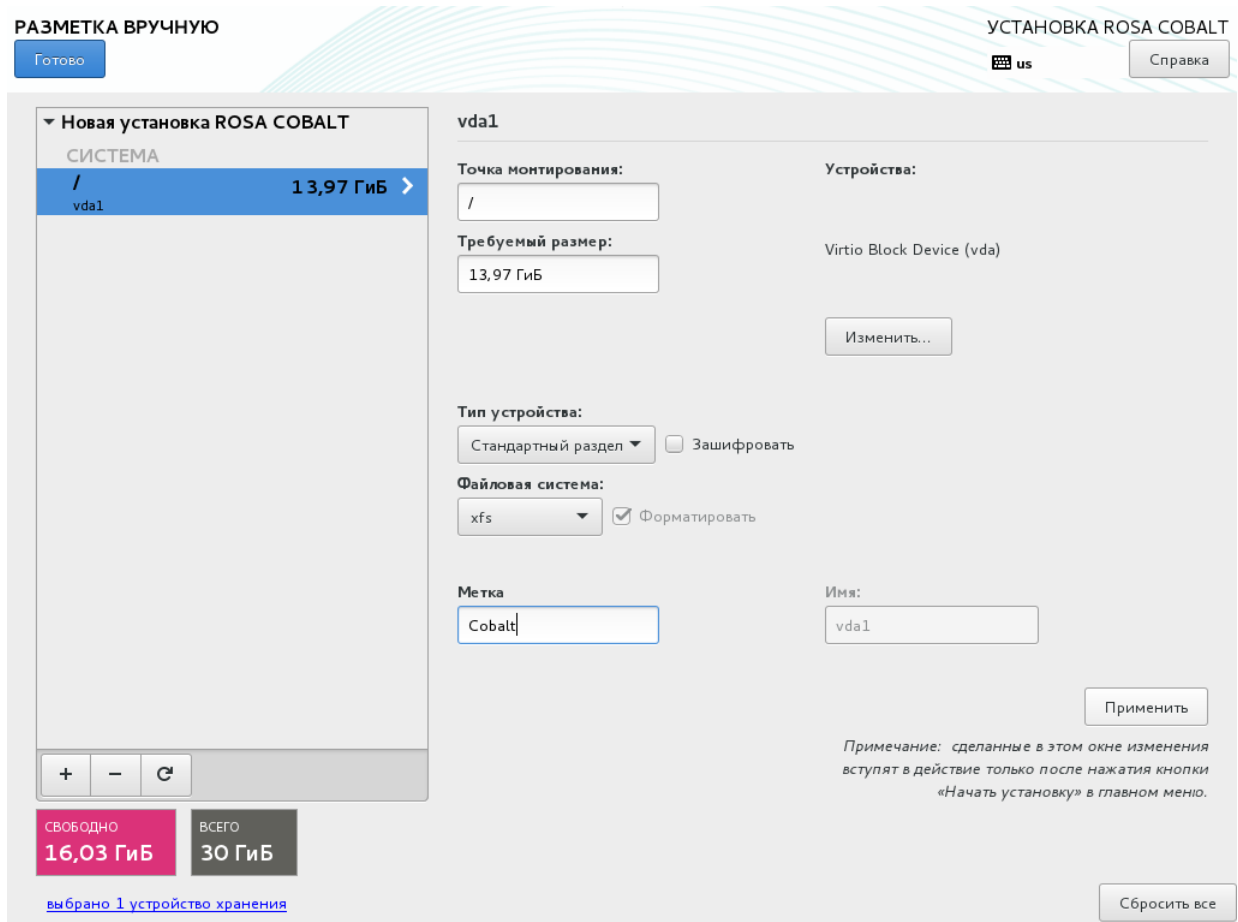 РАЗМЕТКА ВРУЧНУЮ
УСТАНОВКА ROSA COBALT
Готово
us
Справка
Новая установка ROSA COBALT
СИСТЕМА
/
13,97 ГиБ
vda1
vda1
Точка монтирования:
Устройства:
/
Требуемый размер:
Virtio Block Device (vda)
13,97 ГиБ
Изменить...
Тип устройства:
Стандартный раздел
Зашифровать
Файловая система:
xfs
Форматировать
Метка
Имя:
Cobalt
vda1
Применить
Примечание: сделанные в этом окне изменения
вступят в действие только после нажатия кнопки
«Начать установку» в главном меню.
+
−
СВОБОДНО
16,03 ГиБ
ВСЕГО
30 ГиБ
выбрано 1 устройство хранения
Сбросить все